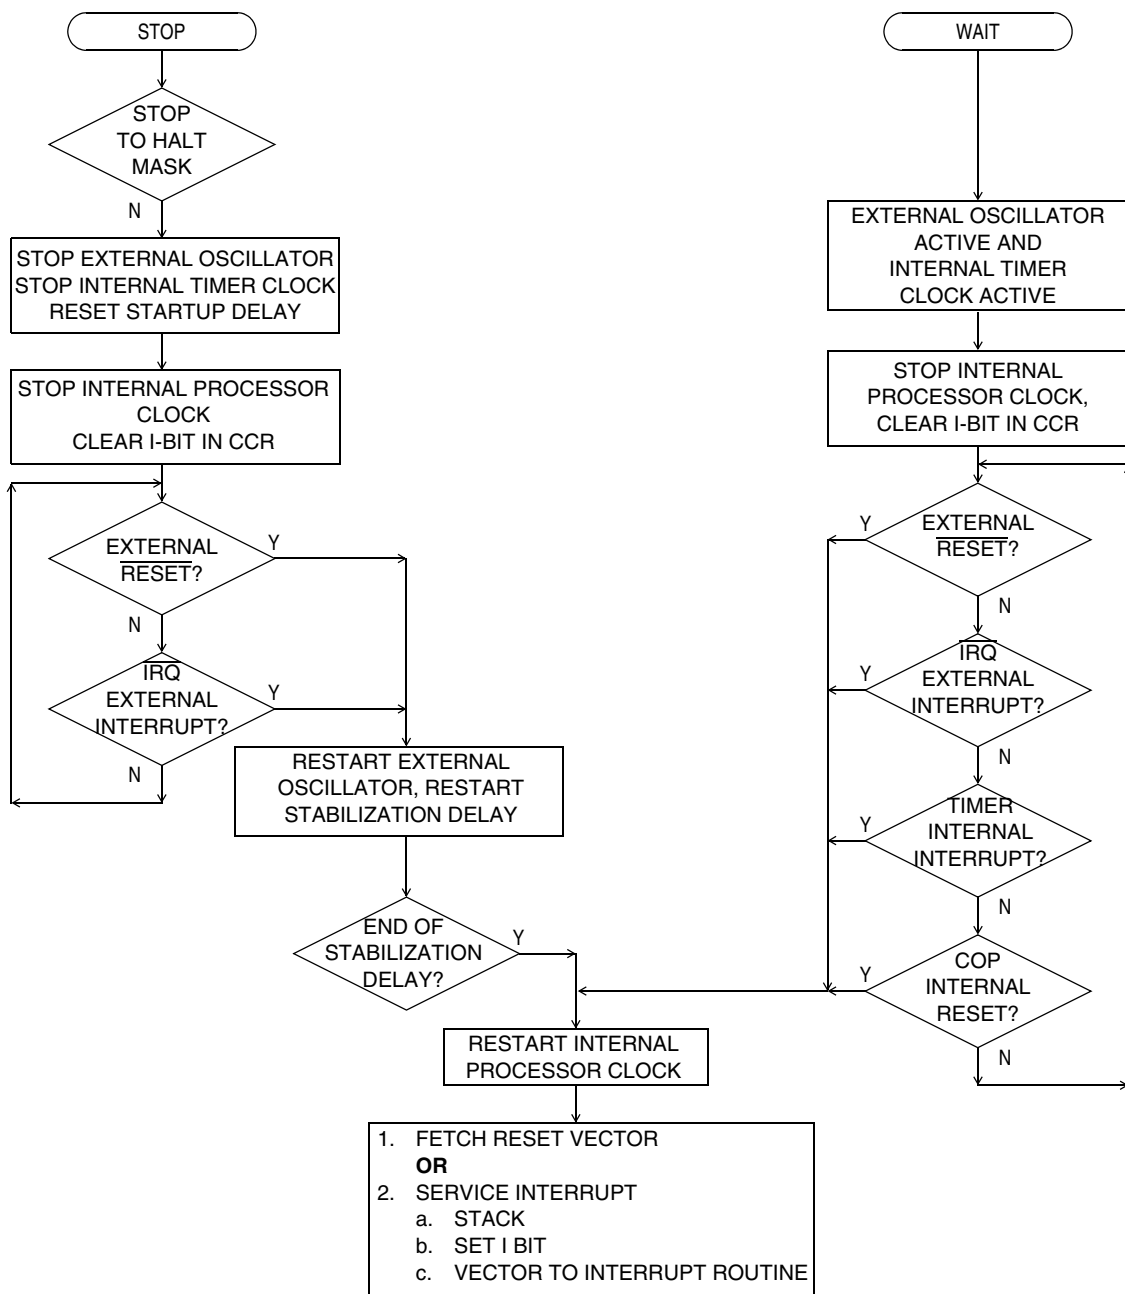 STOP
STOP
TO HALT
MASK
N
STOP EXTERNAL OSCILLATOR
STOP INTERNAL TIMER CLOCK
RESET STARTUP DELAY
STOP INTERNAL PROCESSOR
CLOCK
CLEAR I-BIT IN CCR
EXTERNAL
RESET?
Y
N
IRQ
EXTERNAL
INTERRUPT?
Y
N
RESTART EXTERNAL
OSCILLATOR, RESTART
STABILIZATION DELAY
END OF
STABILIZATION
DELAY?
Y
WAIT
EXTERNAL OSCILLATOR
ACTIVE AND
INTERNAL TIMER
CLOCK ACTIVE
STOP INTERNAL
PROCESSOR CLOCK,
CLEAR I-BIT IN CCR
EXTERNAL
RESET?
Y
N
IRQ
EXTERNAL
INTERRUPT?
Y
N
TIMER
INTERNAL
INTERRUPT?
Y
N
COP
INTERNAL
RESET?
Y
N
RESTART INTERNAL
PROCESSOR CLOCK
1. FETCH RESET VECTOR
OR
2. SERVICE INTERRUPT
a. STACK
b. SET I BIT
c. VECTOR TO INTERRUPT ROUTINE